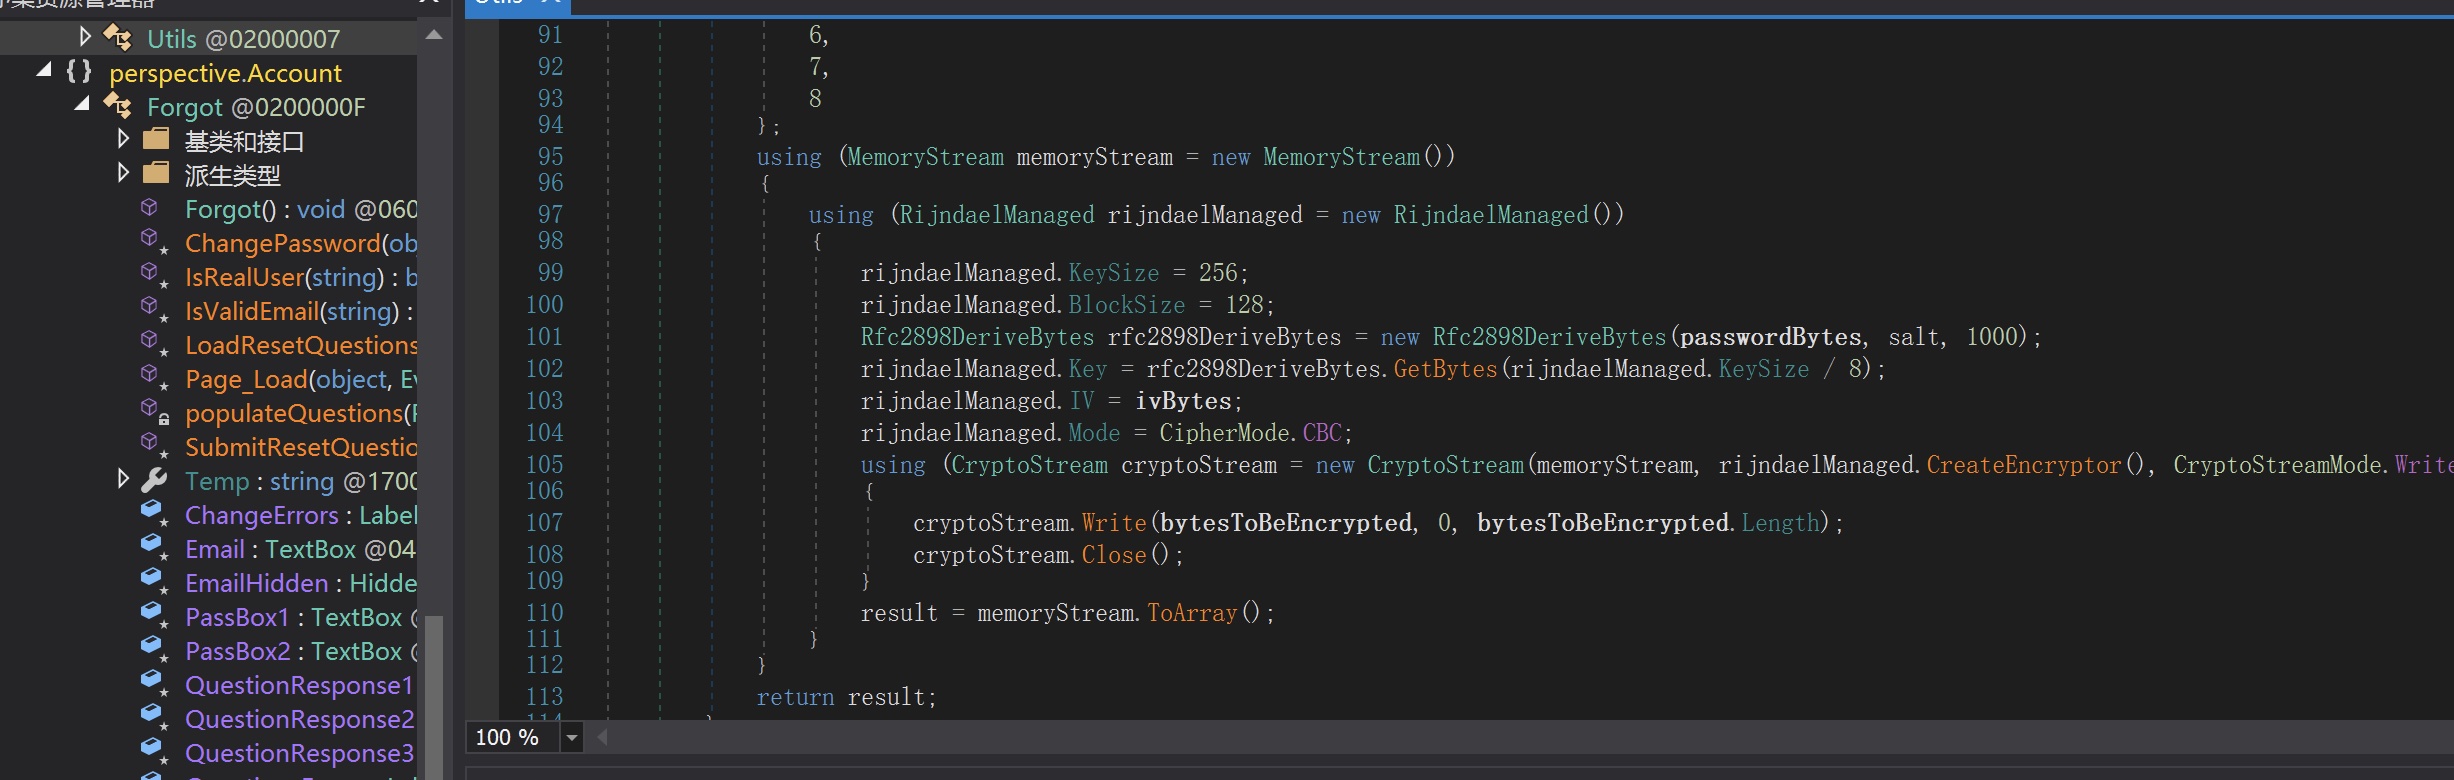 Utils @02000007
perspective.Account
Forgot @0200000F
基类和接口
派生类型
Forgot() : void @060
ChangePassword(ob
IsRealUser(string) : b
IsValidEmail(string) :
LoadResetQuestions
Page_Load(object, Ev
populateQuestions(
SubmitResetQuestio
Temp : string @1700
ChangeErrors : Label
Email : TextBox @04
EmailHidden : Hidde
PassBox1 : TextBox
PassBox2 : TextBox
QuestionResponse1
QuestionResponse2
QuestionResponse3
91 6,
92 7,
93 8
94 };
95 using (MemoryStream memoryStream = new MemoryStream())
96 {
97 using (RijndaelManaged rijndaelManaged = new RijndaelManaged())
98 {
99 rijndaelManaged.KeySize = 256;
100 rijndaelManaged.BlockSize = 128;
101 Rfc2898DeriveBytes rfc2898DeriveBytes = new Rfc2898DeriveBytes(passwordBytes, salt, 1000);
102 rijndaelManaged.Key = rfc2898DeriveBytes.GetBytes(rijndaelManaged.KeySize / 8);
103 rijndaelManaged.IV = ivBytes;
104 rijndaelManaged.Mode = CipherMode.CBC;
105 using (CryptoStream cryptoStream = new CryptoStream(memoryStream, rijndaelManaged.CreateEncryptor(), CryptoStreamMode.Write
106 {
107 cryptoStream.Write(bytesToBeEncrypted, 0, bytesToBeEncrypted.Length);
108 cryptoStream.Close();
109 }
110 result = memoryStream.ToArray();
111 }
112 }
113 return result;
100 %